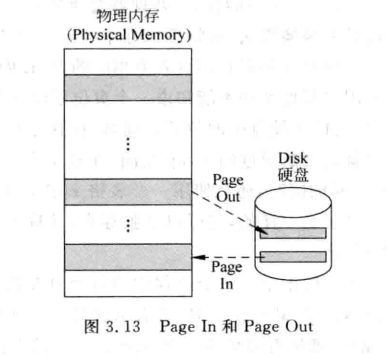 物理内存
(Physical Memory)
⋮
Page
Out
Disk
硬盘
⋮
Page
In
图 3.13 Page In 和 Page Out